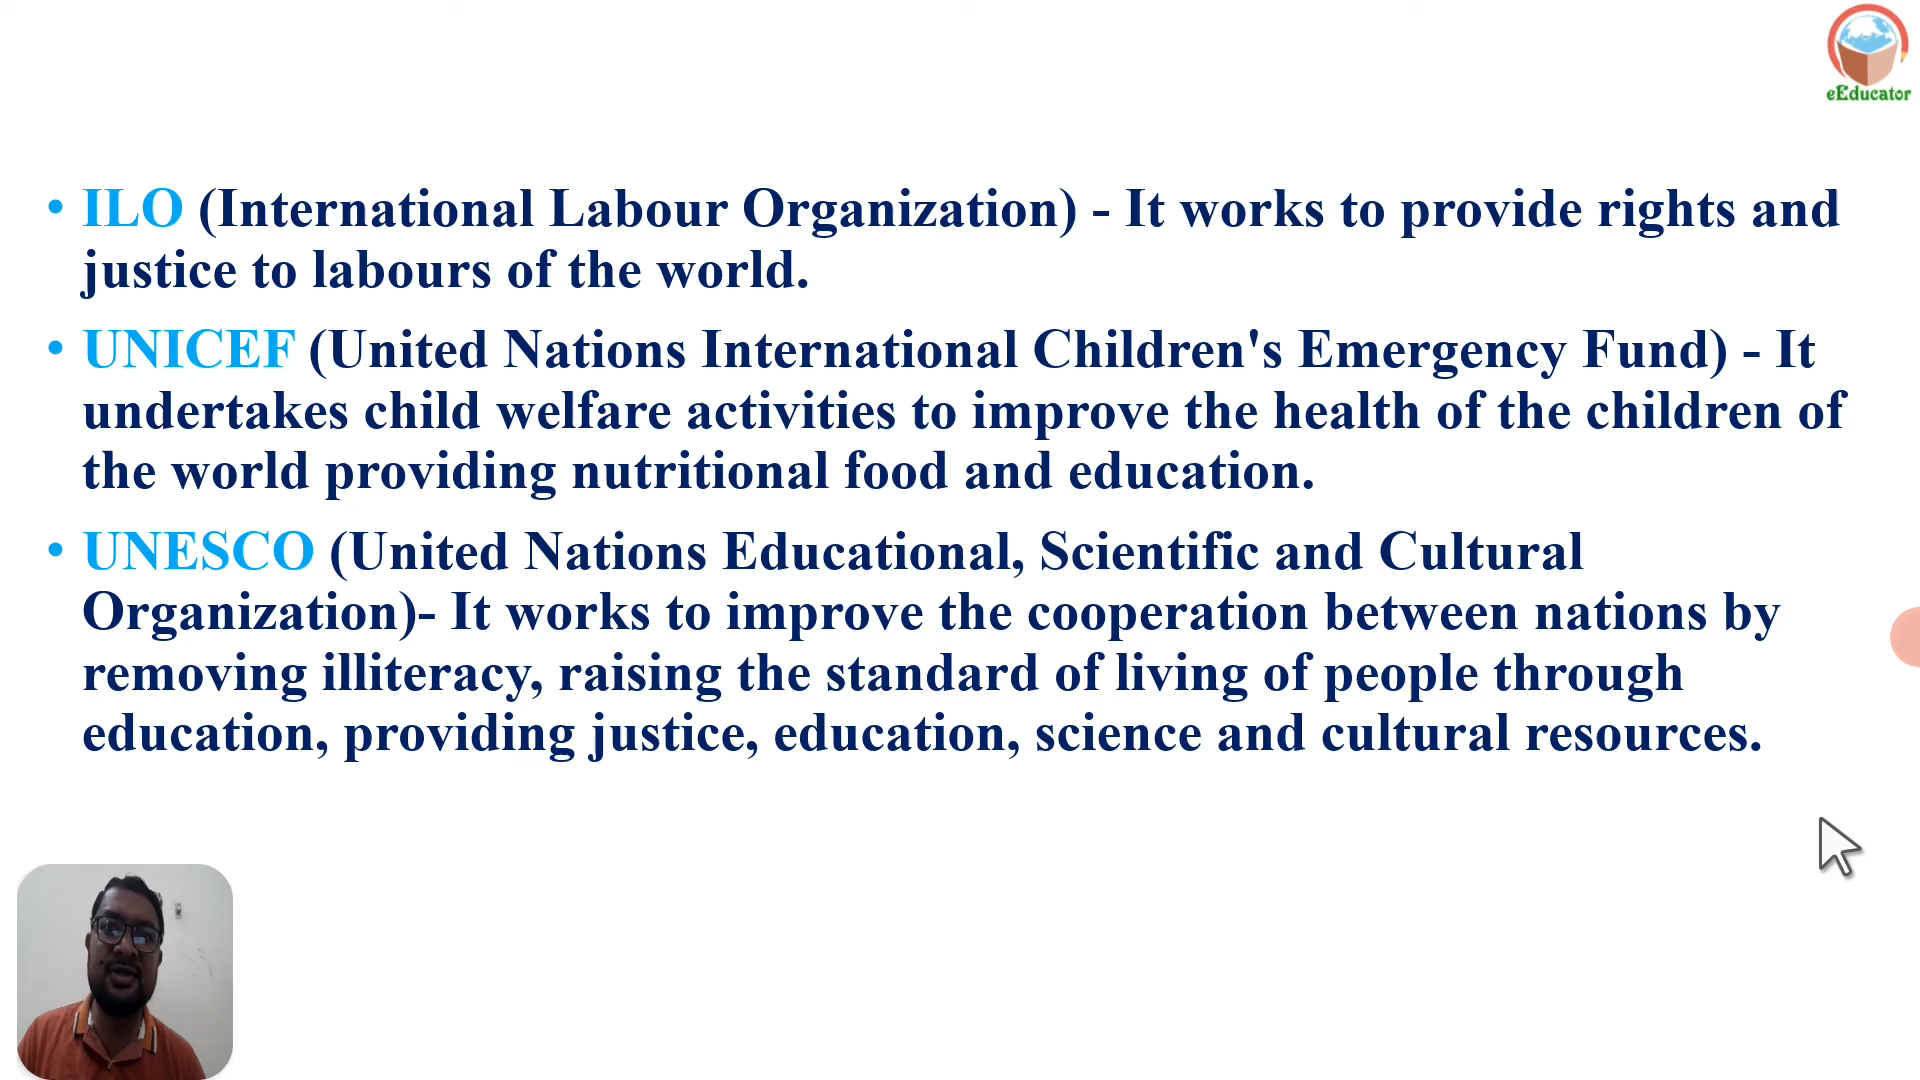 eEducator
• ILO (International Labour Organization) - It works to provide rights and
justice to labours of the world.
• UNICEF (United Nations International Children's Emergency Fund) - It
undertakes child welfare activities to improve the health of the children of
the world providing nutritional food and education.
• UNESCO (United Nations Educational, Scientific and Cultural
Organization)- It works to improve the cooperation between nations by
removing illiteracy, raising the standard of living of people through
education, providing justice, education, science and cultural resources.